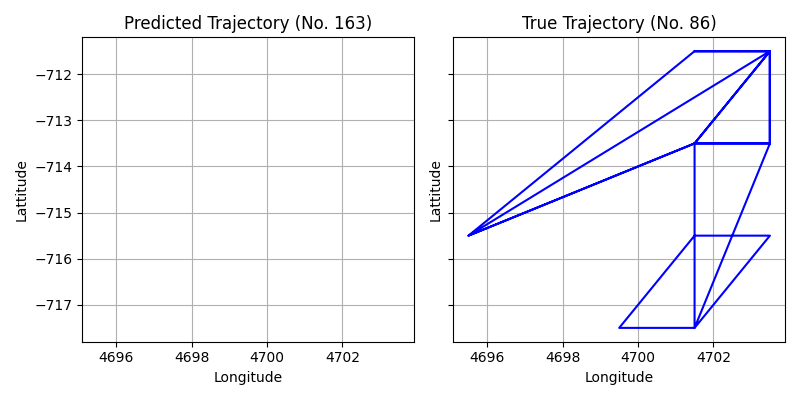 Predicted Trajectory (No. 163)
True Trajectory (No. 86)
Lattitude
−712
−713
−714
−715
−716
−717
4696
4698
4700
4702
Longitude
Lattitude
4696
4698
4700
4702
Longitude